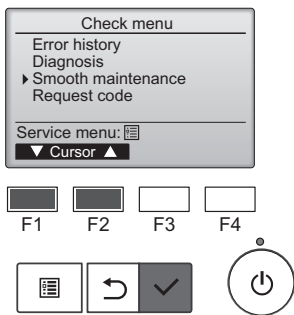 Check menu
Error history
Diagnosis
Smooth maintenance
Request code
Service menu:
▼ Cursor ▲
F1 F2 F3 F4